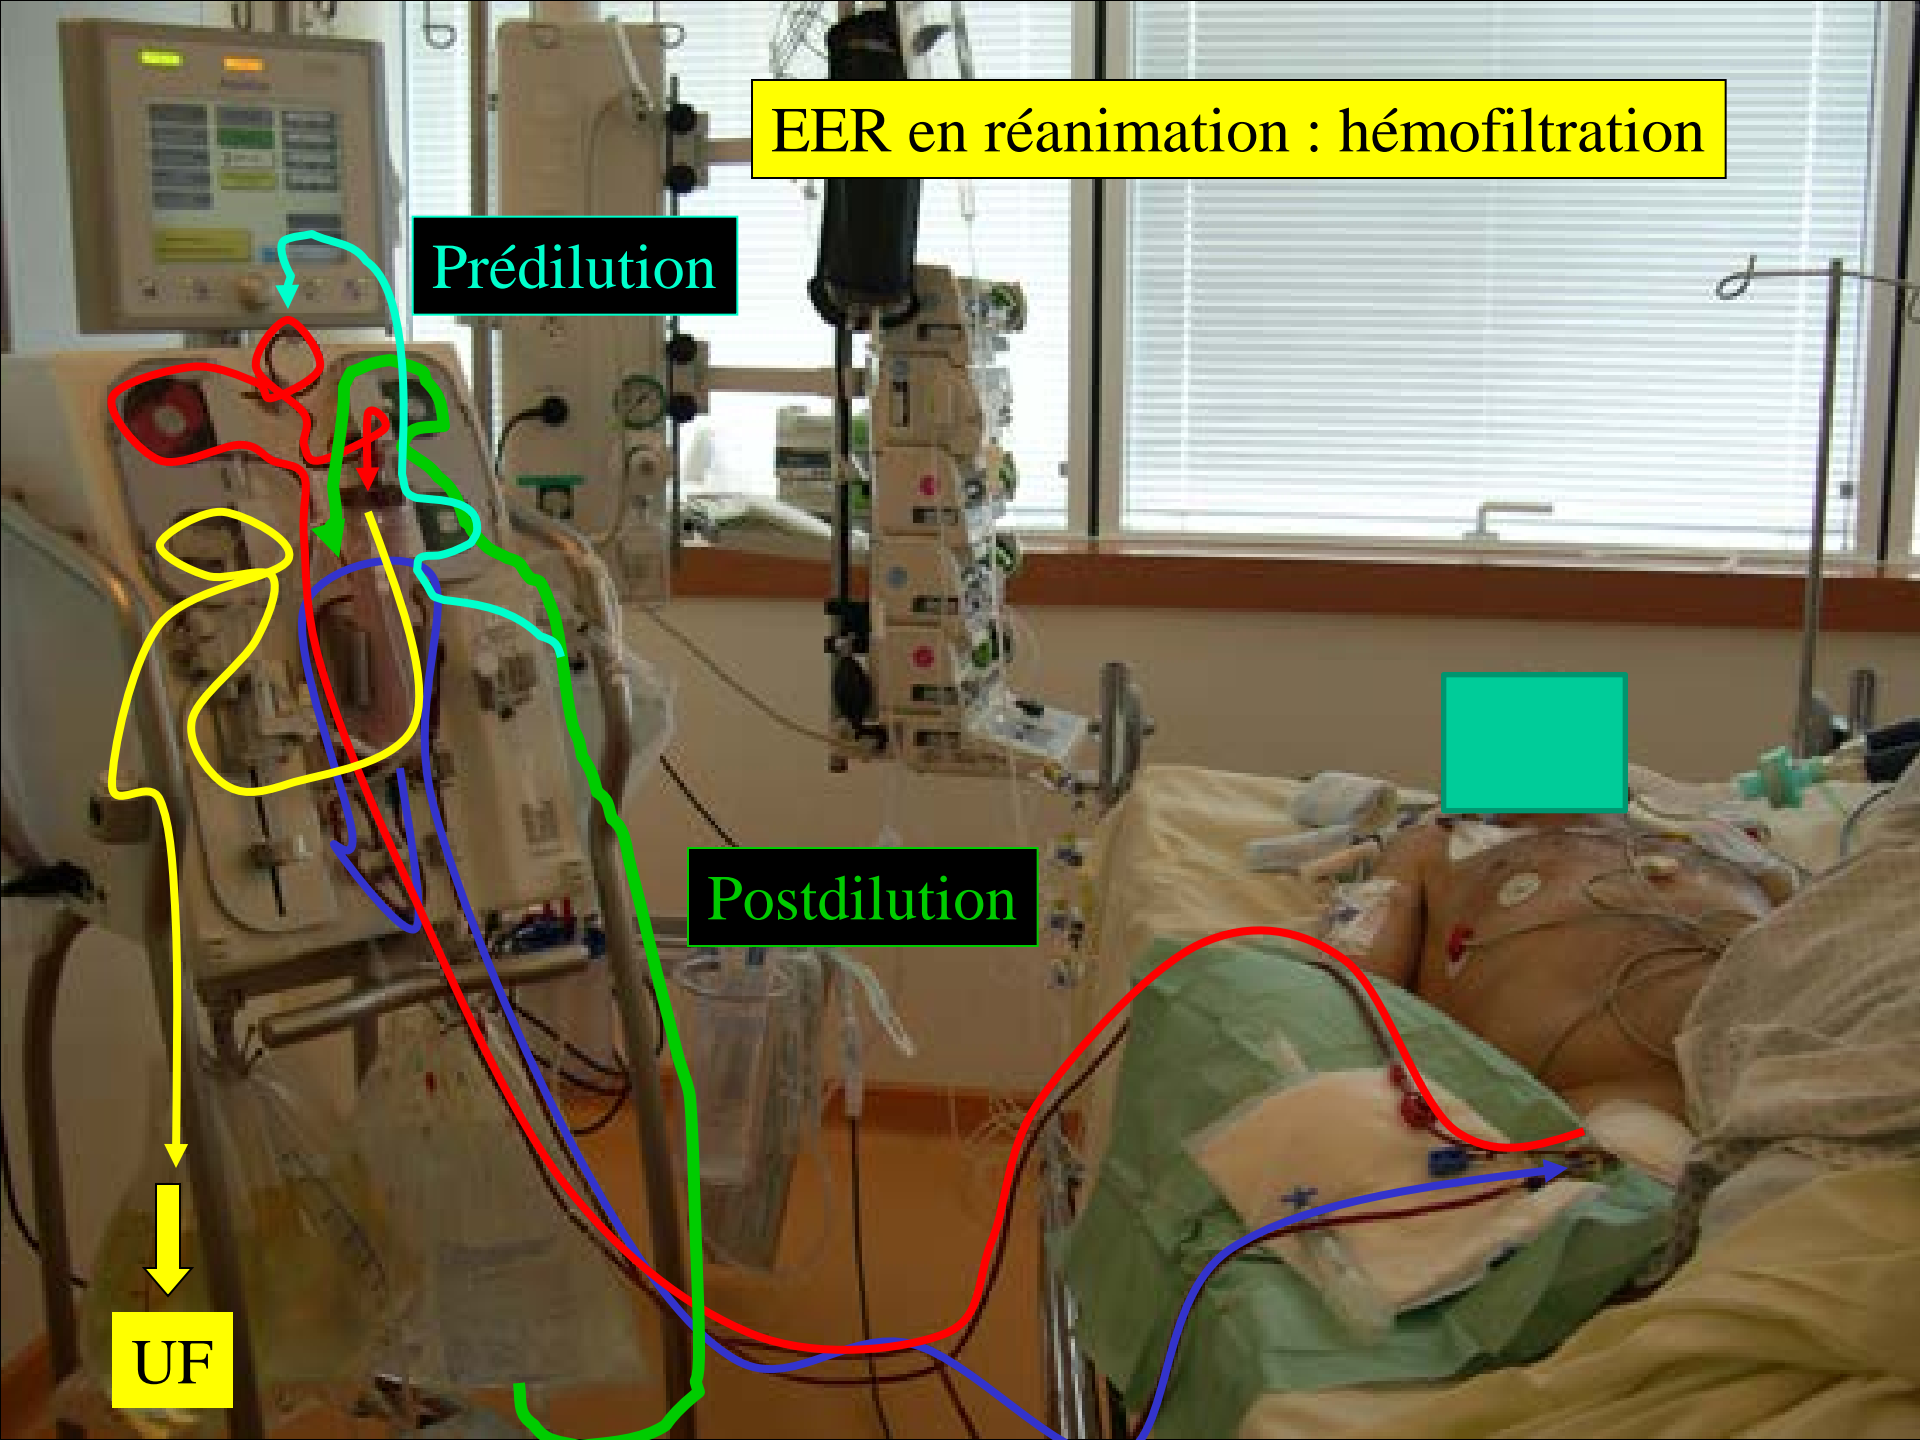 EER en réanimation : hémofiltration
Prédilution
Postdilution
UF